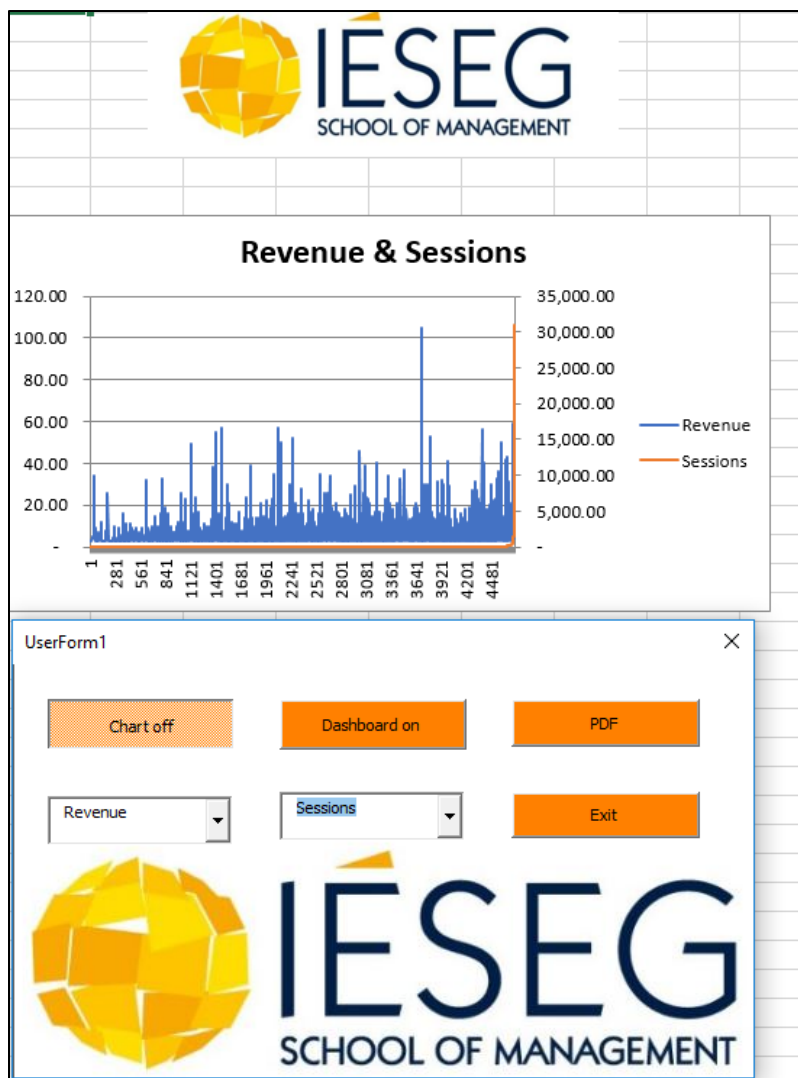 IÉSEG
SCHOOL OF MANAGEMENT
Revenue & Sessions
120.00
100.00
80.00
60.00
40.00
20.00
-
35,000.00
30,000.00
25,000.00
20,000.00
15,000.00
10,000.00
5,000.00
-
Revenue
Sessions
1
281
561
841
1121
1401
1681
1961
2241
2521
2801
3081
3361
3641
3921
4201
4481
UserForm1
Chart off
Dashboard on
PDF
Revenue
Sessions
Exit
IÉSEG
SCHOOL OF MANAGEMENT